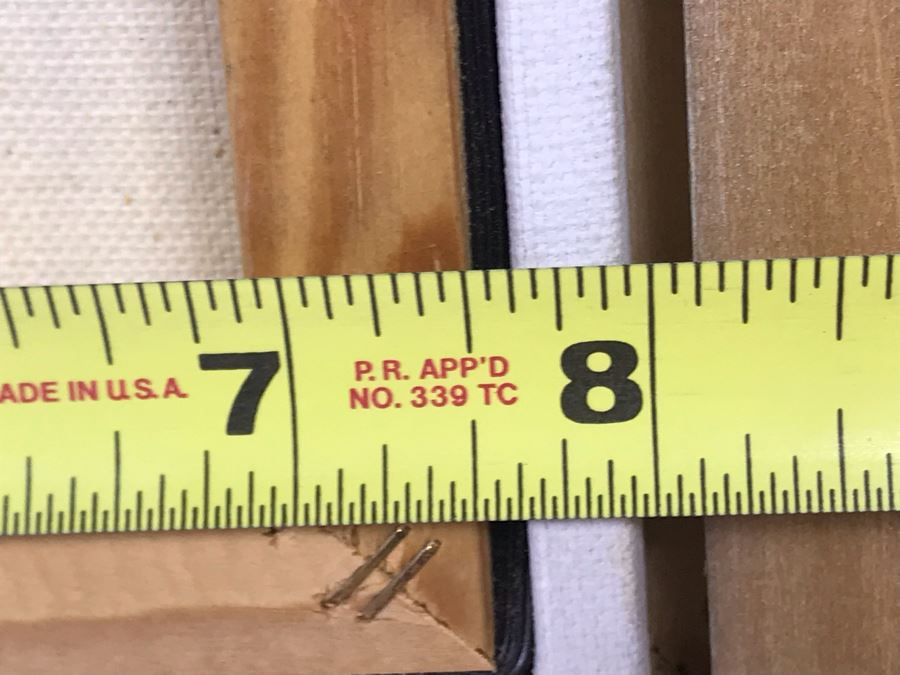 ADE IN U.S.A. 7 P.R. APP'D 8
NO. 339 TC